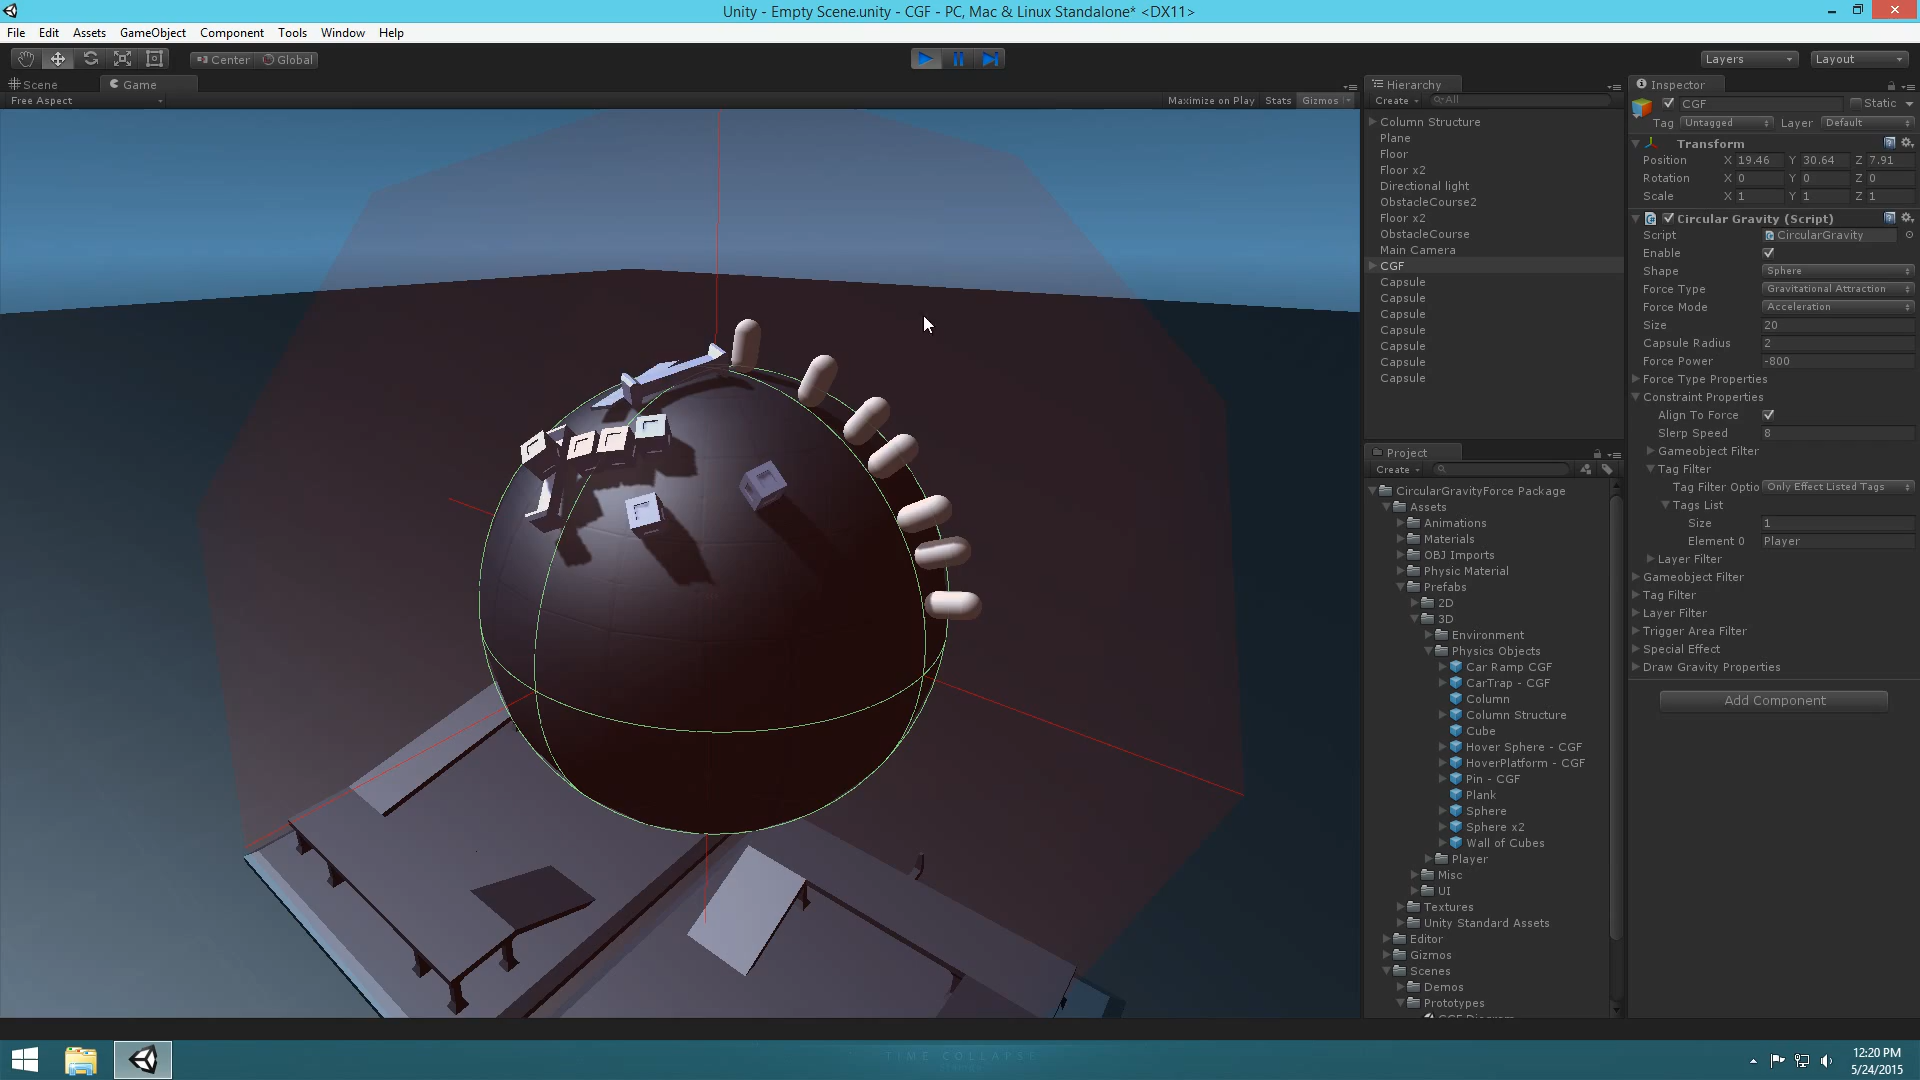 Unity - Empty Scene.unity - CGF - PC, Mac & Linux Standalone* <DX11>
File Edit Assets GameObject Component Tools Window Help
Center Global
Layers Layout
Scene Game
Free Aspect
Maximize on Play Stats Gizmos
Hierarchy
Create All
Column Structure
Plane
Floor
Floor x2
Directional light
ObstacleCourse2
Floor x2
ObstacleCourse
Main Camera
CGF
Capsule
Capsule
Capsule
Capsule
Capsule
Capsule
Capsule
Project
Create
CircularGravityForce Package
Assets
Animations
Materials
OBJ Imports
Physic Material
Prefabs
2D
3D
Environment
Physics Objects
Car Ramp CGF
CarTrap - CGF
Column
Column Structure
Cube
Hover Sphere - CGF
HoverPlatform - CGF
Pin - CGF
Plank
Sphere
Sphere x2
Wall of Cubes
Player
Misc
UI
Textures
Unity Standard Assets
Editor
Gizmos
Scenes
Demos
Prototypes
CGF Diagram
Inspector
CGF Static
Tag Untagged Layer Default
Transform
Position X 19.46 Y 30.64 Z 7.91
Rotation X 0 Y 0 Z 0
Scale X 1 Y 1 Z 1
Circular Gravity (Script)
Script CircularGravity
Enable
Shape Sphere
Force Type Gravitational Attraction
Force Mode Acceleration
Size 20
Capsule Radius 2
Force Power -800
Force Type Properties
Constraint Properties
Align To Force
Slerp Speed 8
Gameobject Filter
Tag Filter
Tag Filter Optio Only Effect Listed Tags
Tags List
Size 1
Element 0 Player
Layer Filter
Gameobject Filter
Tag Filter
Layer Filter
Trigger Area Filter
Special Effect
Draw Gravity Properties
Add Component
TIME COLLAPSE
12:20 PM
5/24/2015